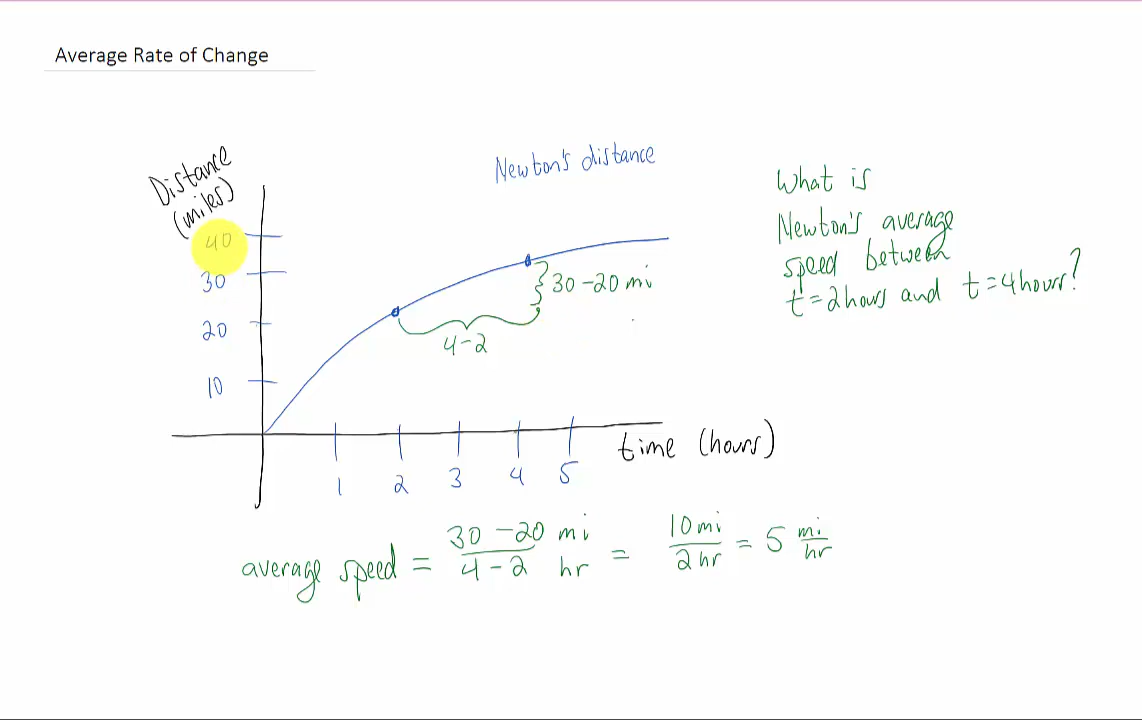 Average Rate of Change
Distance
(miles)
Newton's distance
40
30
20
10
30-20 mi
4-2
What is
Newton's average
speed between
t=2hours and t=4hours?
1 2 3 4 5
time (hours)
average speed = 30-20 mi / 4-2 hr = 10mi / 2hr = 5 mi / hr